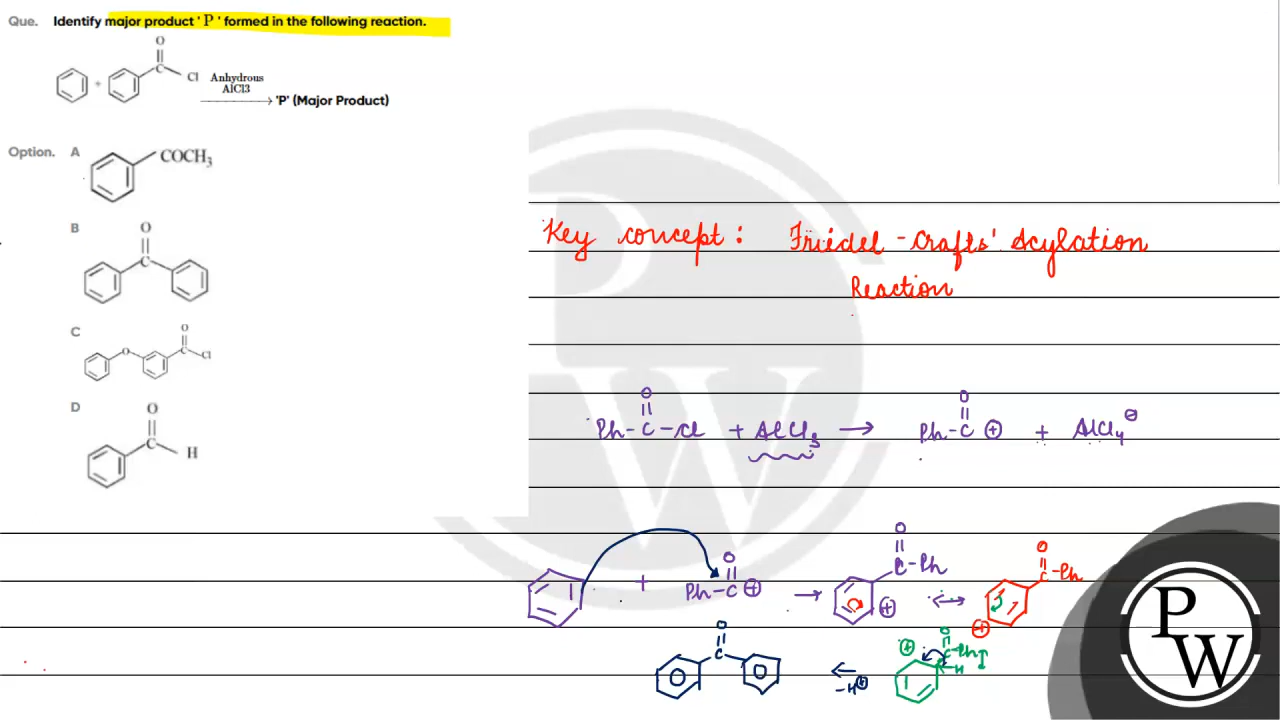 Que. Identify major product ' P ' formed in the following reaction.
O
C
Cl
+
Anhydrous
AlCl3
'P' (Major Product)
Option. A
COCH₃
B
O
C
C
O
O
C
Cl
D
O
C
H
Key concept : Friedel - Crafts' Acylation
Reaction
O
Ph - C - Cl + AlCl₃ → Ph - C ⊕ + AlCl₄⊖
O
O
C - Ph
+ Ph - C ⊕ → ⊕ ↔ ⊕
O
O
C - Ph
O
C
← -H⊕
⊕
O
C - Ph
H
P
W
P
W